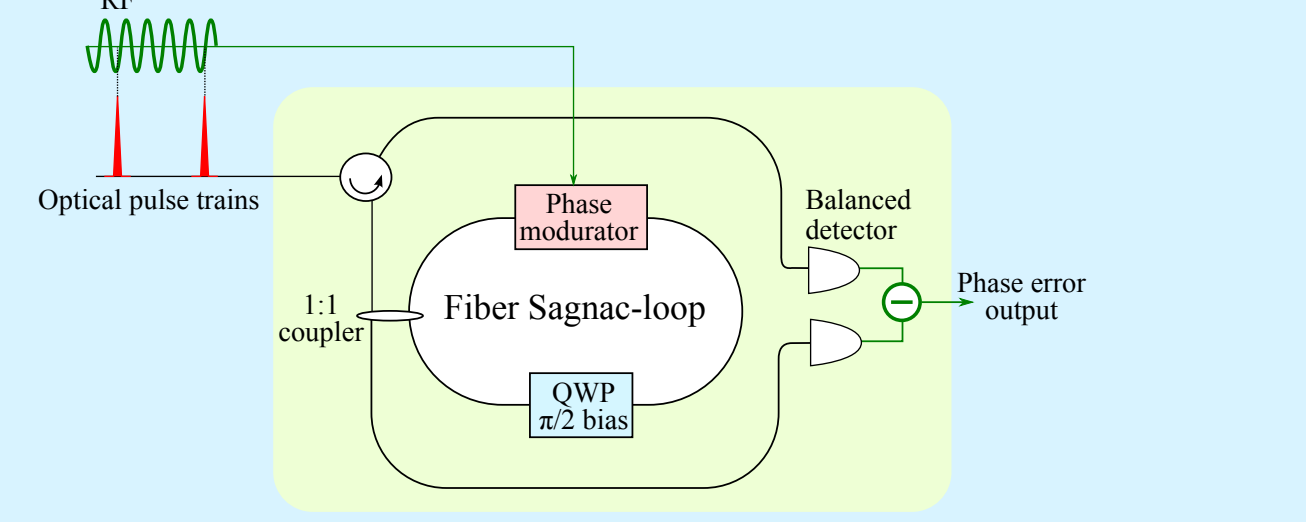 RF
Optical pulse trains
Phase
modurator
Balanced
detector
1:1
coupler
Fiber Sagnac-loop
Phase error
output
QWP
π/2 bias